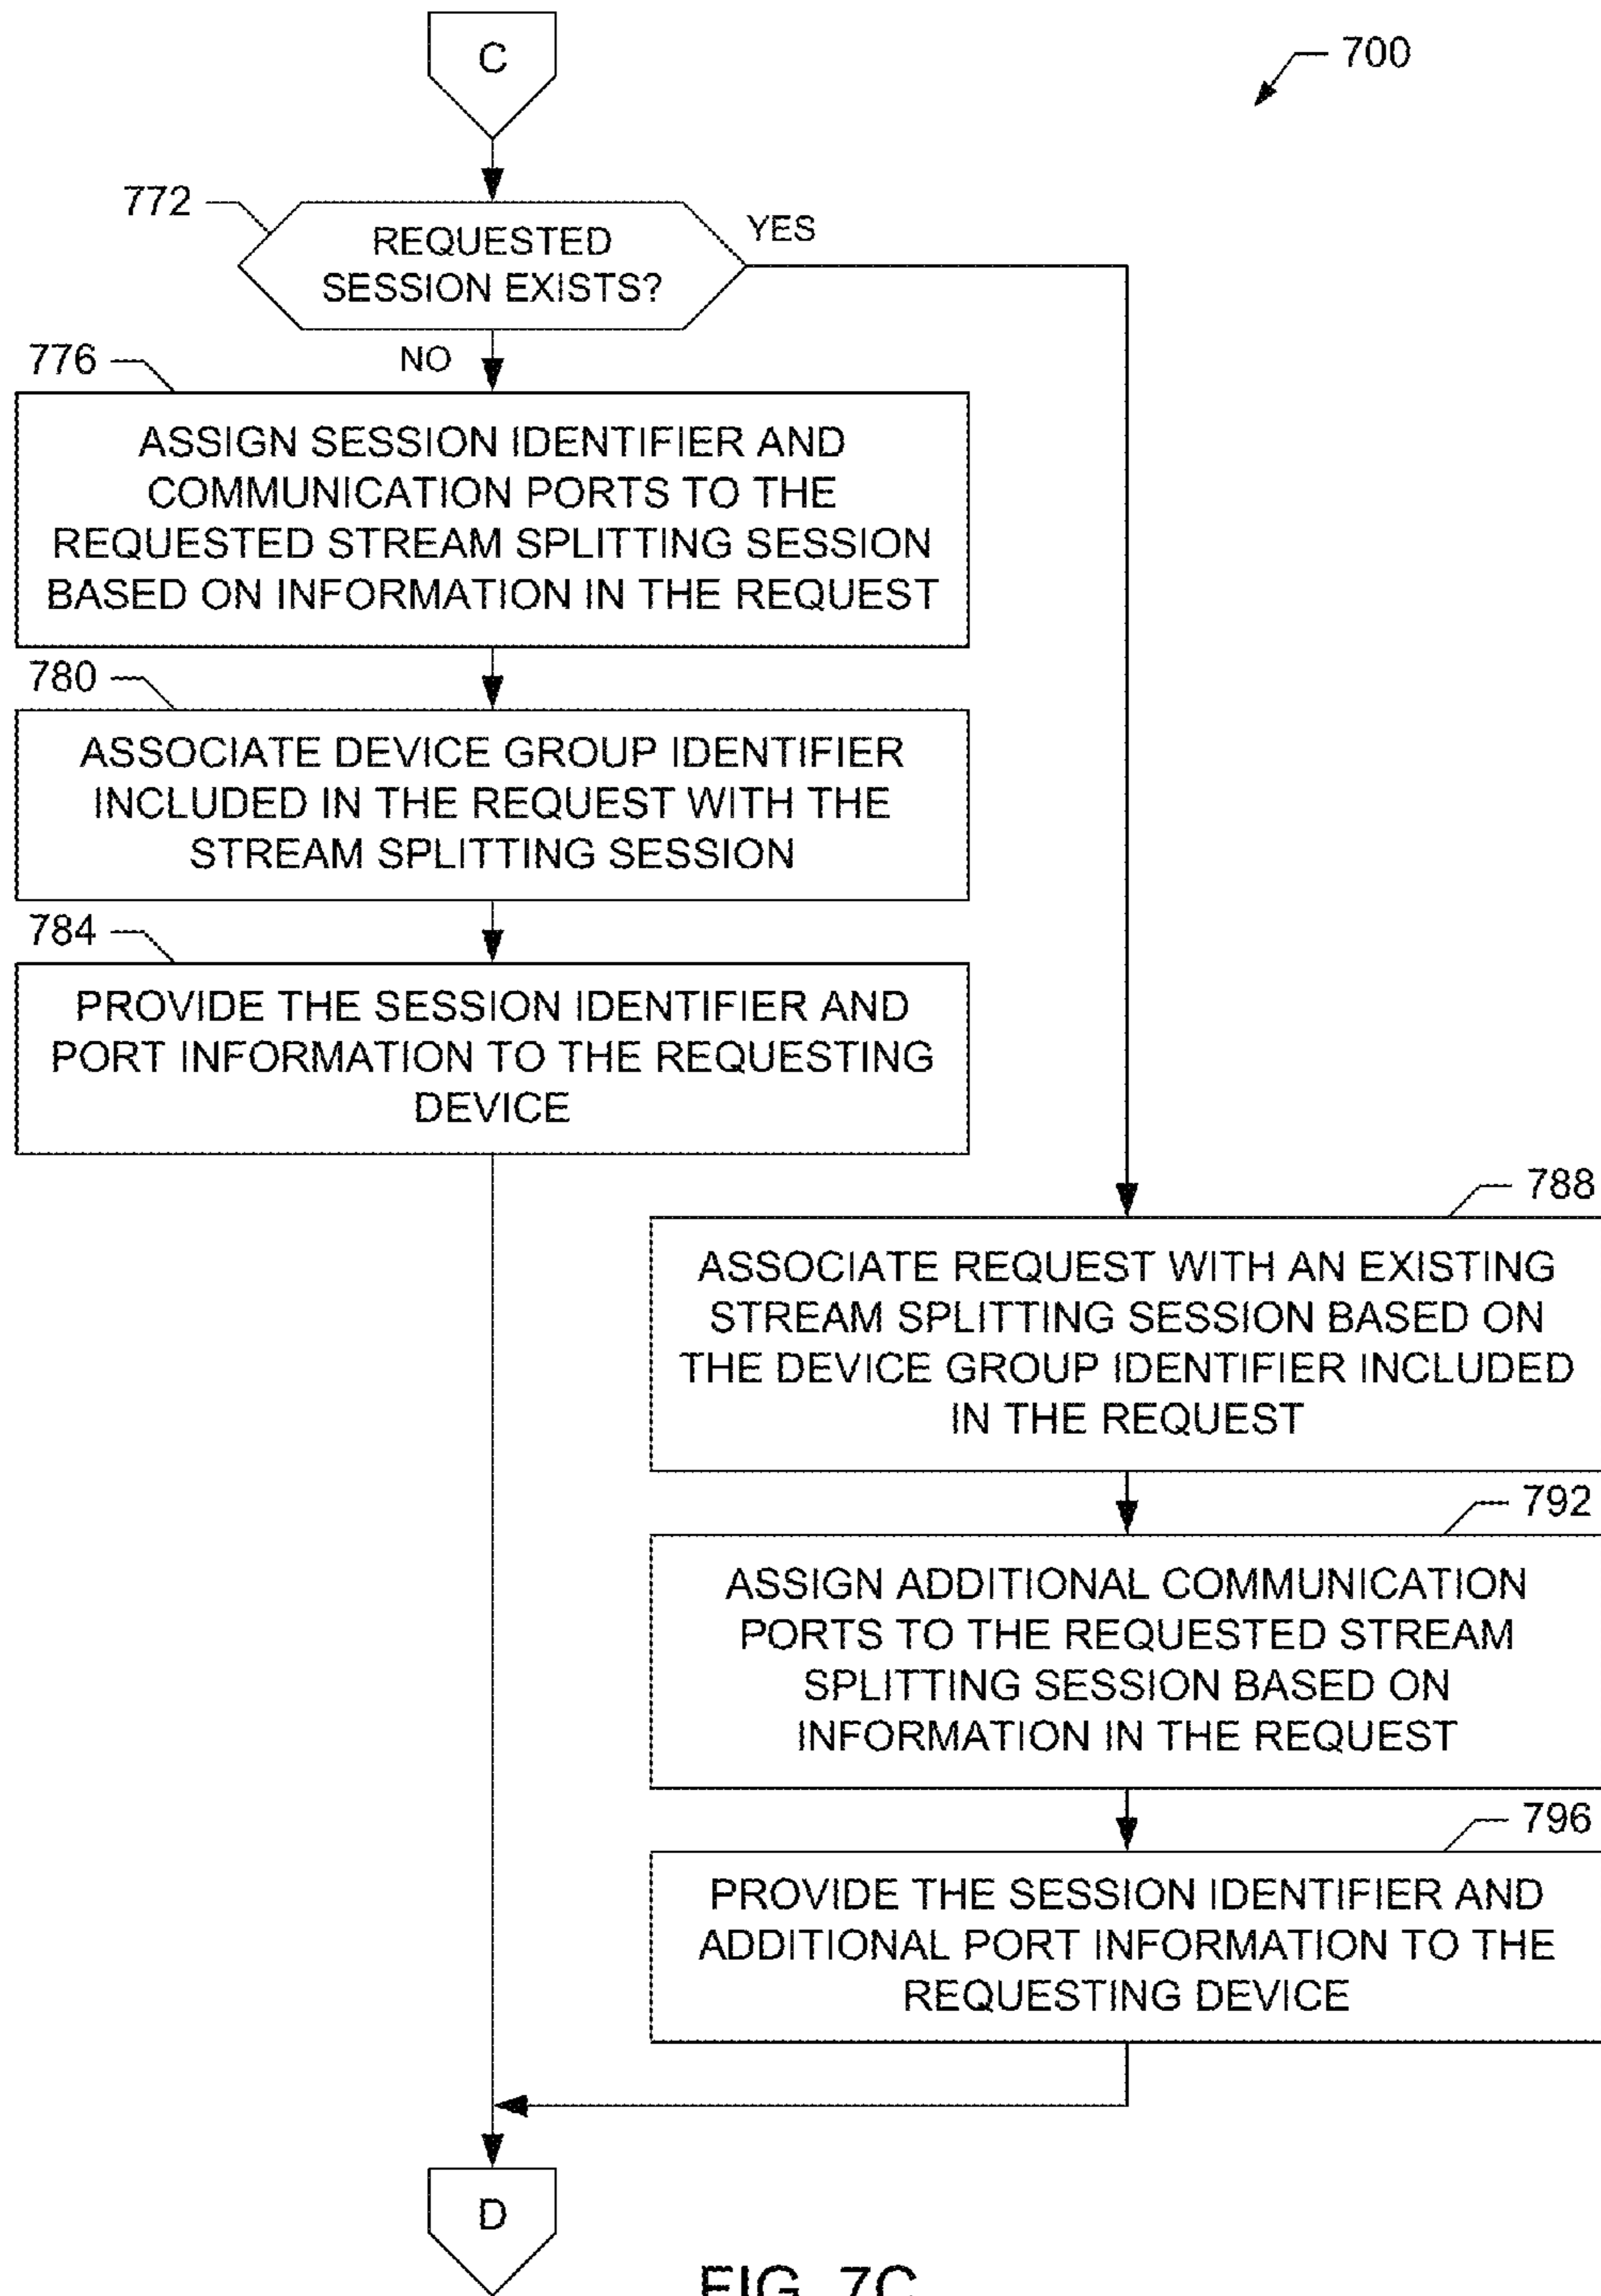 C
700
772
REQUESTED
SESSION EXISTS?
YES
NO
776
ASSIGN SESSION IDENTIFIER AND
COMMUNICATION PORTS TO THE
REQUESTED STREAM SPLITTING SESSION
BASED ON INFORMATION IN THE REQUEST
780
ASSOCIATE DEVICE GROUP IDENTIFIER
INCLUDED IN THE REQUEST WITH THE
STREAM SPLITTING SESSION
784
PROVIDE THE SESSION IDENTIFIER AND
PORT INFORMATION TO THE REQUESTING
DEVICE
788
ASSOCIATE REQUEST WITH AN EXISTING
STREAM SPLITTING SESSION BASED ON
THE DEVICE GROUP IDENTIFIER INCLUDED
IN THE REQUEST
792
ASSIGN ADDITIONAL COMMUNICATION
PORTS TO THE REQUESTED STREAM
SPLITTING SESSION BASED ON
INFORMATION IN THE REQUEST
796
PROVIDE THE SESSION IDENTIFIER AND
ADDITIONAL PORT INFORMATION TO THE
REQUESTING DEVICE
D
FIG. 7C